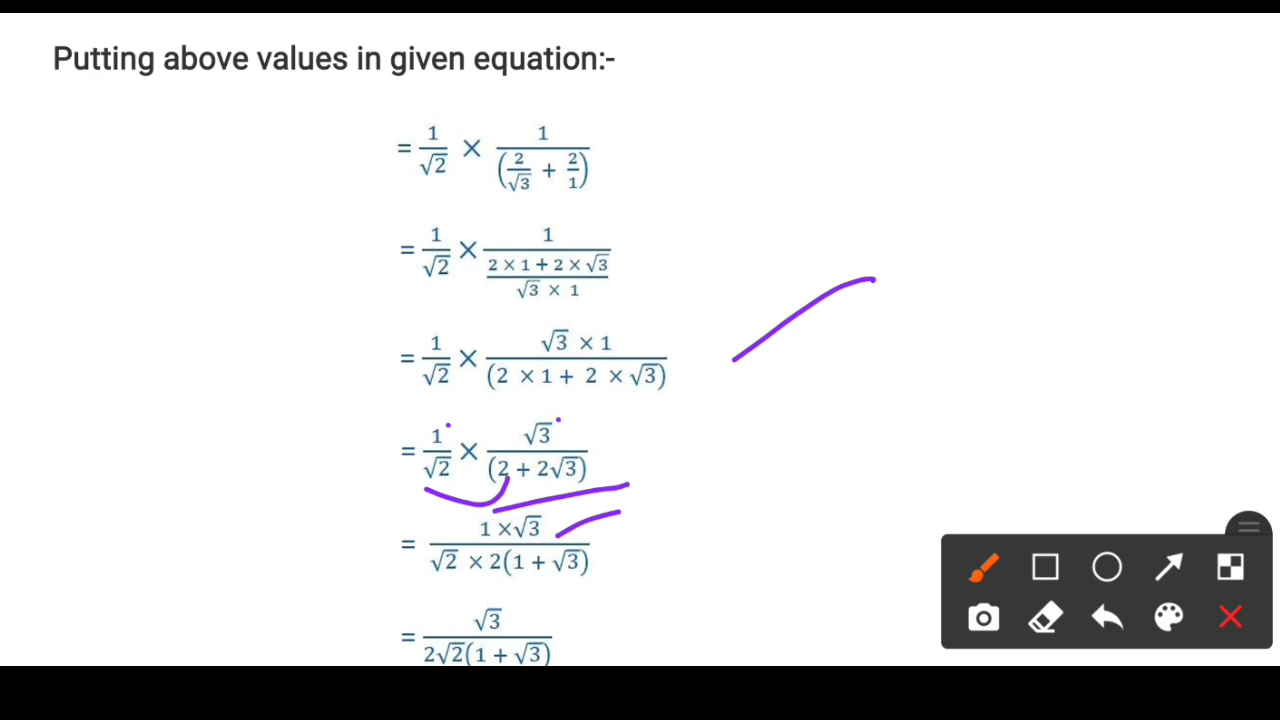 Putting above values in given equation:-
= 1/√2 × 1/(2/√3 + 2/1)
= 1/√2 × 1/((2 × 1 + 2 × √3)/(√3 × 1))
= 1/√2 × (√3 × 1)/(2 × 1 + 2 × √3)
= 1/√2 × √3/(2 + 2√3)
= (1 × √3)/(√2 × 2(1 + √3))
= √3/(2√2(1 + √3))